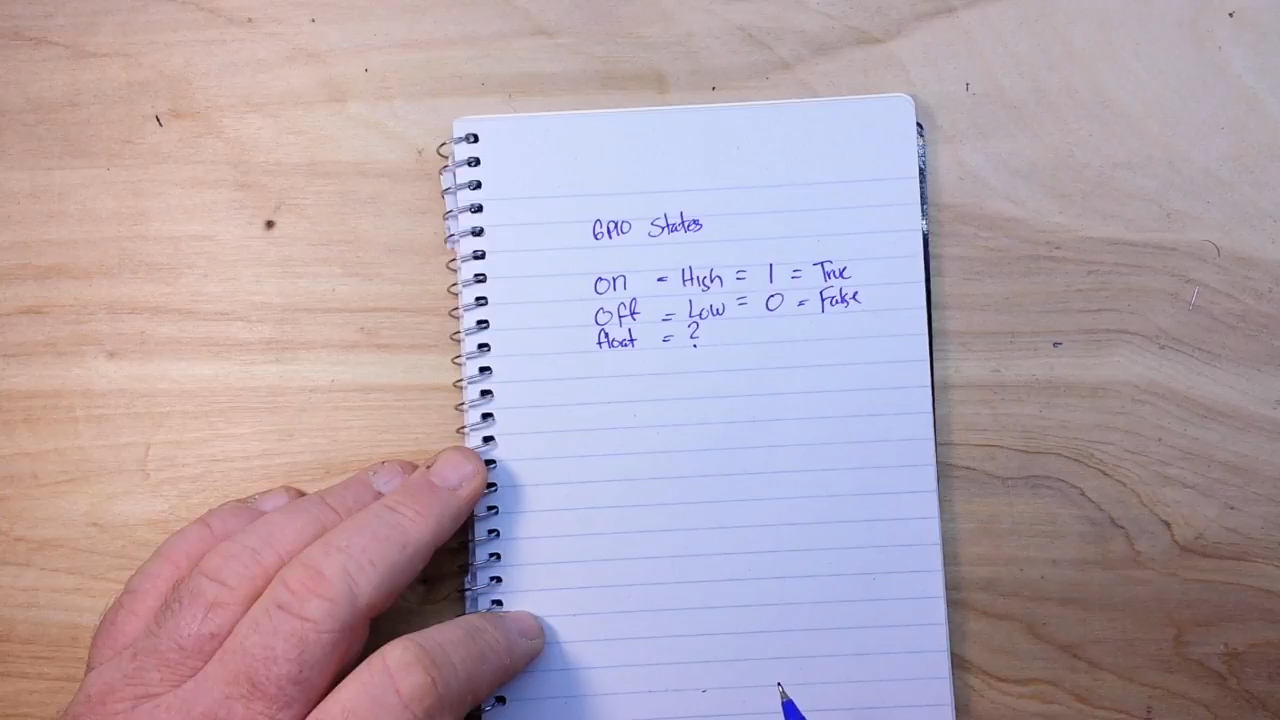 GPIO States
on = High = 1 = True
Off = Low = 0 = False
float = ?